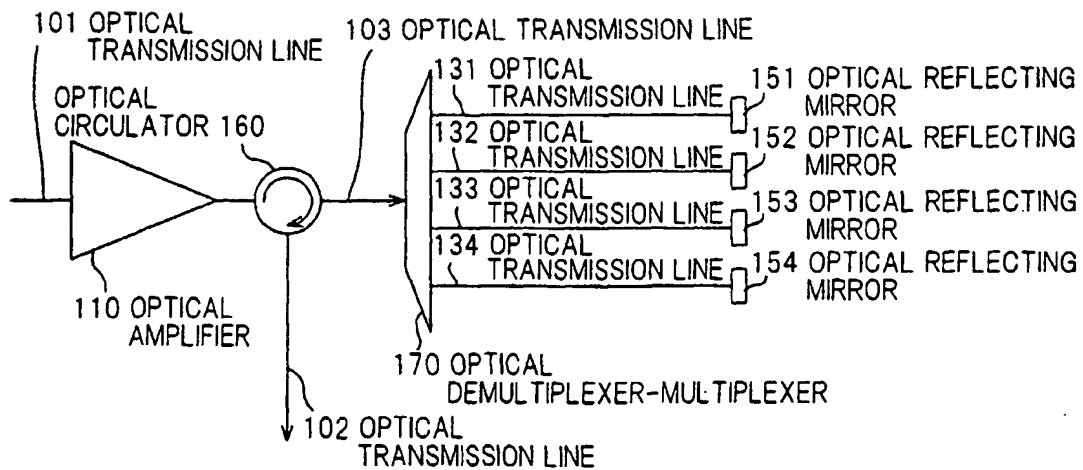 101 OPTICAL
TRANSMISSION LINE
103 OPTICAL TRANSMISSION LINE
OPTICAL
CIRCULATOR 160
131 OPTICAL
TRANSMISSION LINE
151 OPTICAL REFLECTING
MIRROR
132 OPTICAL
TRANSMISSION LINE
152 OPTICAL REFLECTING
MIRROR
133 OPTICAL
TRANSMISSION LINE
153 OPTICAL REFLECTING
MIRROR
134 OPTICAL
TRANSMISSION LINE
154 OPTICAL REFLECTING
MIRROR
110 OPTICAL
AMPLIFIER
170 OPTICAL
DEMULTIPLEXER-MULTIPLEXER
102 OPTICAL
TRANSMISSION LINE